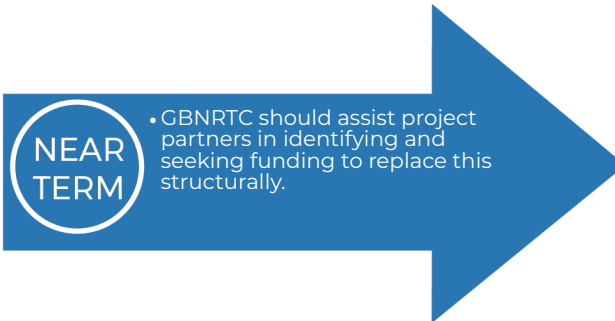 NEAR
TERM
• GBNRTC should assist project
partners in identifying and
seeking funding to replace this
structurally.